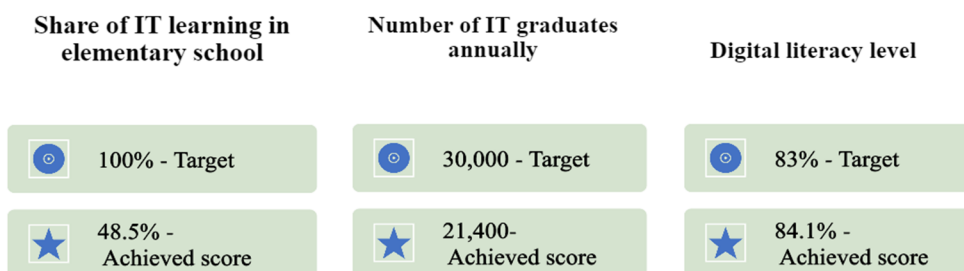 Share of IT learning in
elementary school
100% - Target
48.5% -
Achieved score
Number of IT graduates
annually
30,000 - Target
21,400-
Achieved score
Digital literacy level
83% - Target
84.1% -
Achieved score